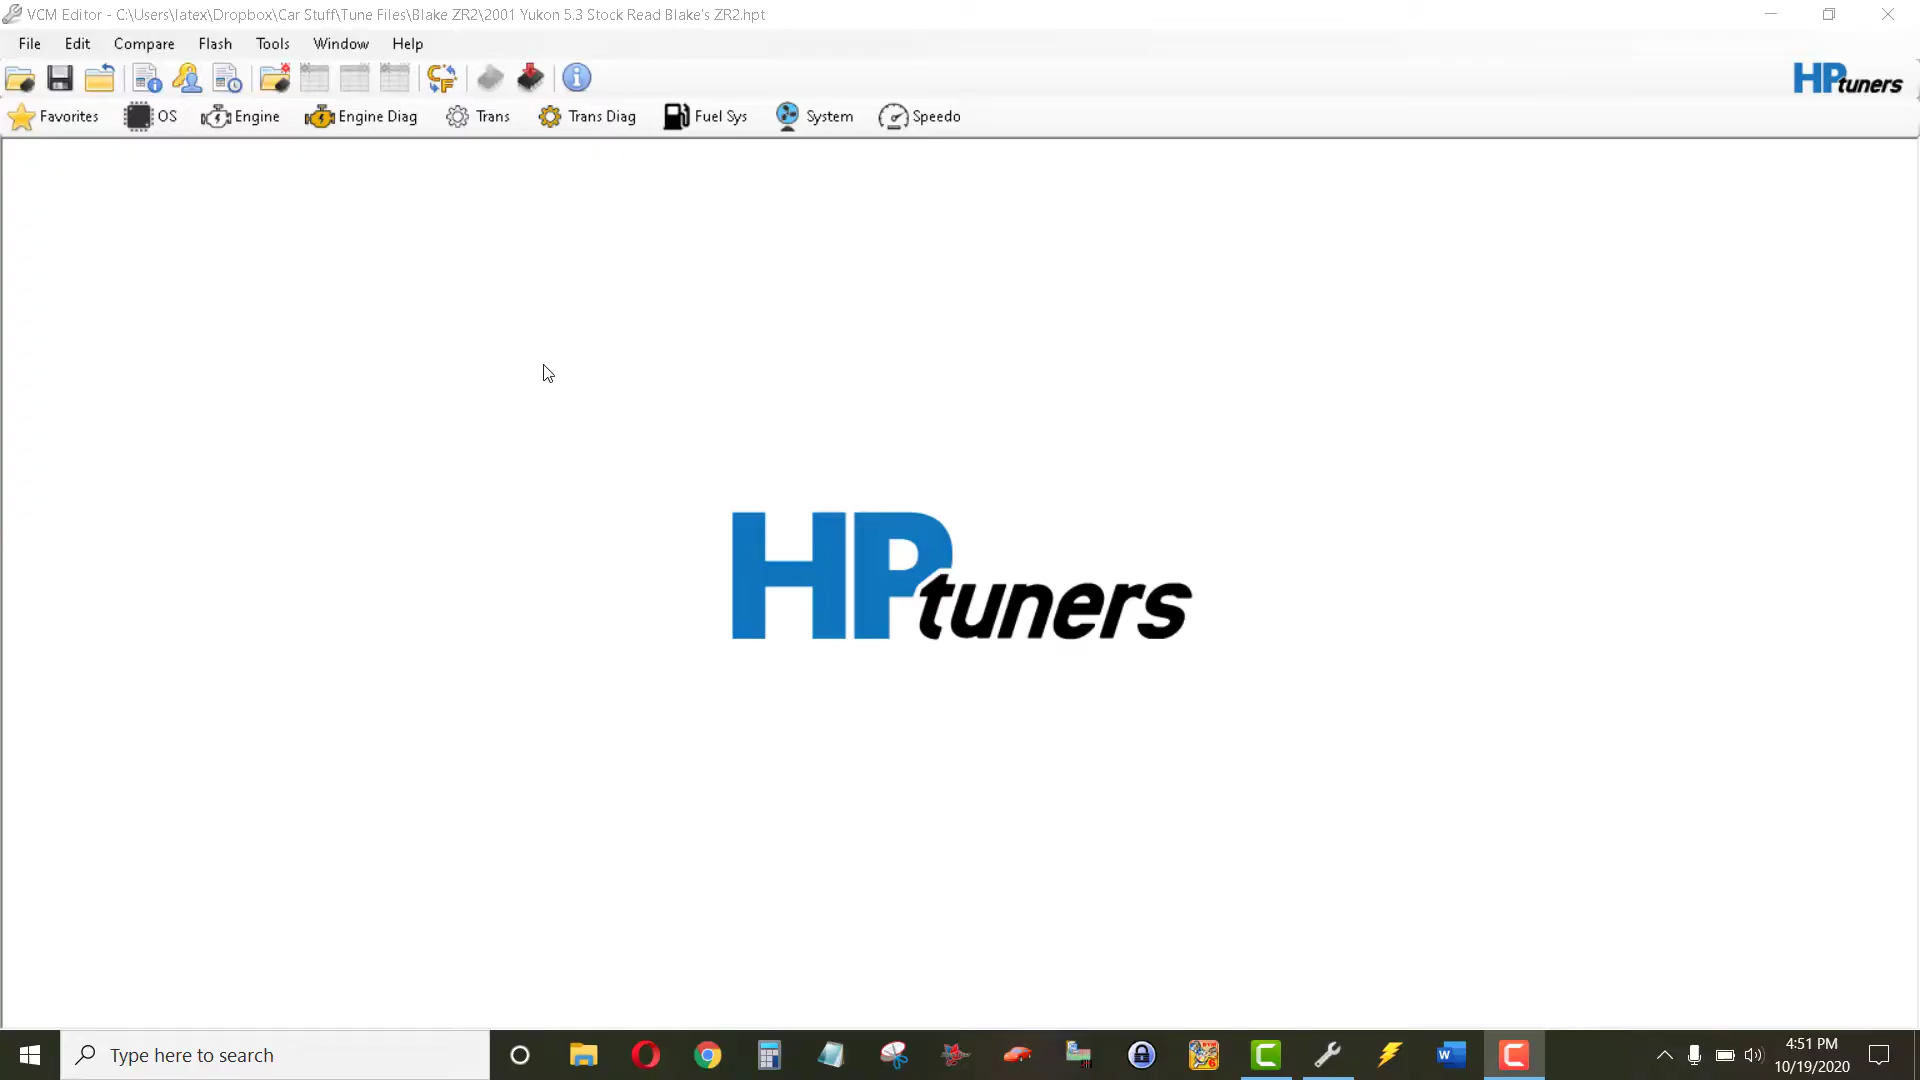 VCM Editor - C:\Users\latex\Dropbox\Car Stuff\Tune Files\Blake ZR2\2001 Yukon 5.3 Stock Read Blake's ZR2.hpt
File Edit Compare Flash Tools Window Help
HPtuners
Favorites OS Engine Engine Diag Trans Trans Diag Fuel Sys System Speedo
HPtuners
Type here to search
4:51 PM
10/19/2020